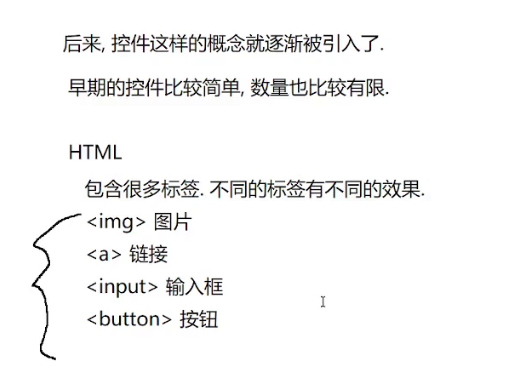 后来, 控件这样的概念就逐渐被引入了.
早期的控件比较简单, 数量也比较有限.
HTML
包含很多标签. 不同的标签有不同的效果.
<img> 图片
<a> 链接
<input> 输入框
<button> 按钮